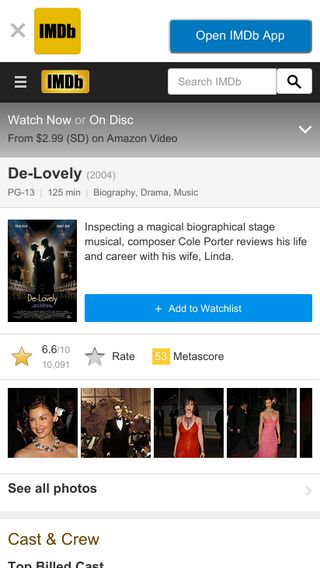 IMDb
Open IMDb App
IMDb
Search IMDb
Watch Now or On Disc
From $2.99 (SD) on Amazon Video
De-Lovely (2004)
PG-13 | 125 min | Biography, Drama, Music
Inspecting a magical biographical stage
musical, composer Cole Porter reviews his life
and career with his wife, Linda.
De-Lovely
+ Add to Watchlist
6.6/10
10,091
Rate
53 Metascore
See all photos
Cast & Crew
Top Billed Cast